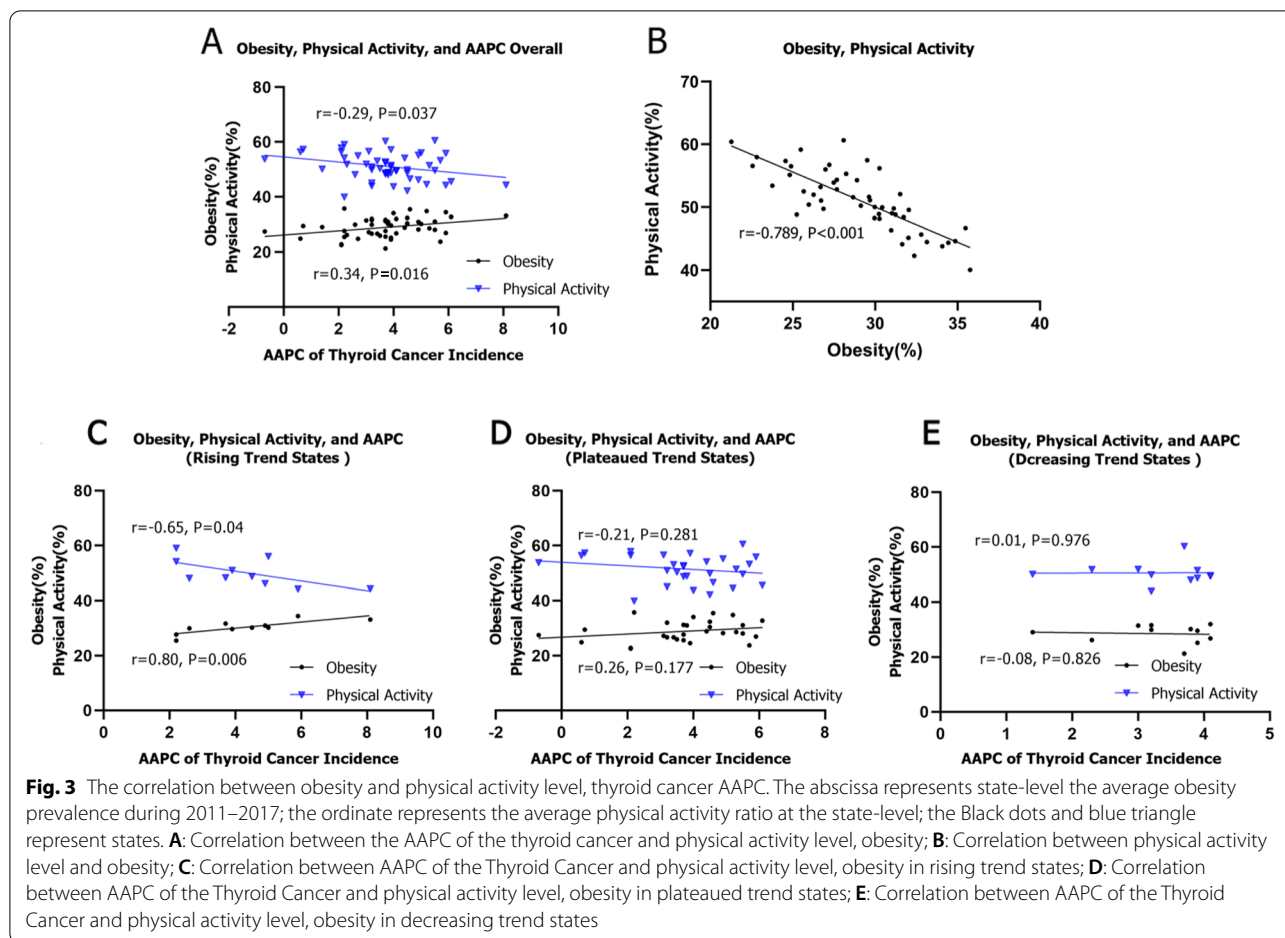 A Obesity, Physical Activity, and AAPC Overall
Obesity(%)
Physical Activity(%)
80
60
40
20
r=-0.29, P=0.037
r=0.34, P=0.016
Obesity
Physical Activity
-2 0 2 4 6 8 10
AAPC of Thyroid Cancer Incidence
B Obesity, Physical Activity
Physical Activity(%)
70
60
50
40
r=-0.789, P<0.001
20 25 30 35 40
Obesity(%)
C Obesity, Physical Activity, and AAPC
(Rising Trend States )
Obesity(%)
Physical Activity(%)
80
60
40
20
0
r=-0.65, P=0.04
r=0.80, P=0.006
Obesity
Physical Activity
0 2 4 6 8 10
AAPC of Thyroid Cancer Incidence
D Obesity, Physical Activity, and AAPC
(Plateaued Trend States)
Obesity(%)
Physical Activity(%)
80
60
40
20
0
r=-0.21, P=0.281
r=0.26, P=0.177
Obesity
Physical Activity
-2 0 2 4 6 8
AAPC of Thyroid Cancer Incidence
E Obesity, Physical Activity, and AAPC
(Dcreasing Trend States )
Obesity(%)
Physical Activity(%)
80
60
40
20
0
r=0.01, P=0.976
r=-0.08, P=0.826
Obesity
Physical Activity
0 1 2 3 4 5
AAPC of Thyroid Cancer Incidence
Fig. 3 The correlation between obesity and physical activity level, thyroid cancer AAPC. The abscissa represents state-level the average obesity
prevalence during 2011–2017; the ordinate represents the average physical activity ratio at the state-level; the Black dots and blue triangle
represent states. A: Correlation between the AAPC of the thyroid cancer and physical activity level, obesity; B: Correlation between physical activity
level and obesity; C: Correlation between AAPC of the Thyroid Cancer and physical activity level, obesity in rising trend states; D: Correlation
between AAPC of the Thyroid Cancer and physical activity level, obesity in plateaued trend states; E: Correlation between AAPC of the Thyroid
Cancer and physical activity level, obesity in decreasing trend states